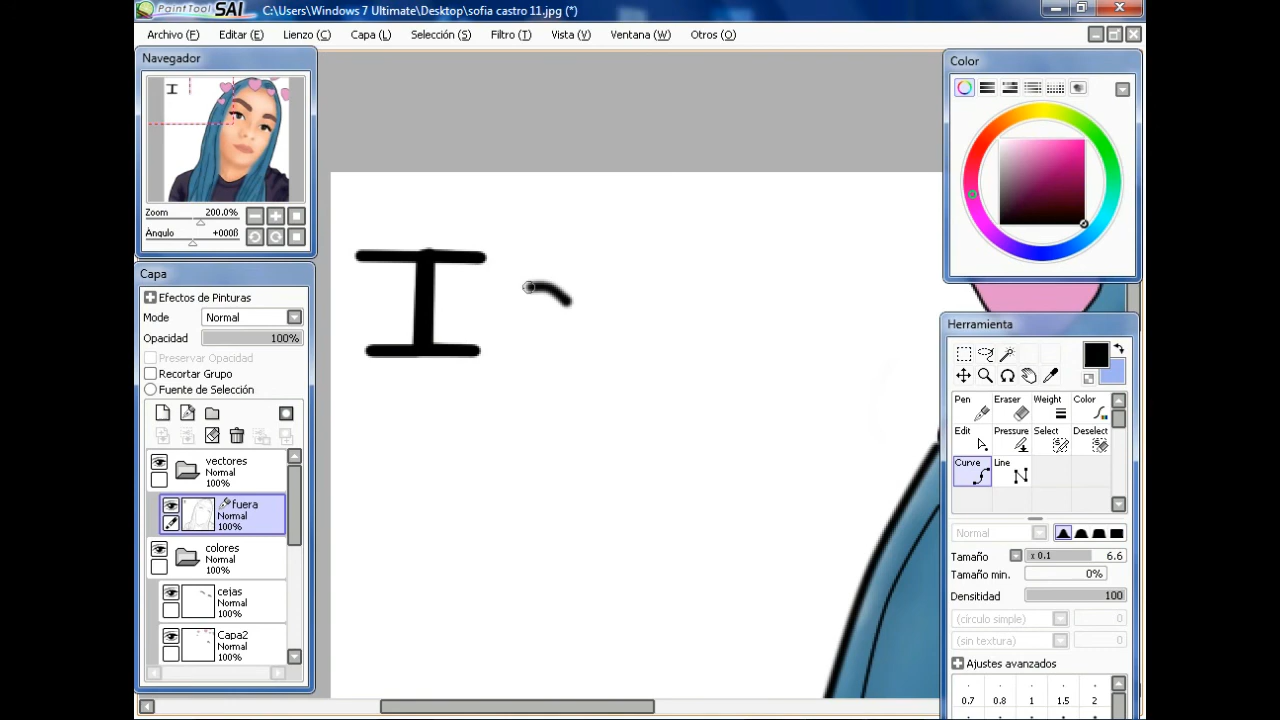 PaintTool SAI C:\Users\Windows 7 Ultimate\Desktop\sofia castro 11.jpg (*)
Archivo (F) Editar (E) Lienzo (C) Capa (L) Selección (S) Filtro (T) Vista (V) Ventana (W) Otros (O)
Navegador
Zoom 200.0%
Ángulo +000ß
Capa
Efectos de Pinturas
Mode Normal
Opacidad 100%
Preservar Opacidad
Recortar Grupo
Fuente de Selección
vectores
Normal
100%
fuera
Normal
100%
colores
Normal
100%
cejas
Normal
100%
Capa2
Normal
100%
I
Color
Herramienta
Pen Eraser Weight Color
Edit Pressure Select Deselect
Curve Line
Normal
Tamaño x 0.1 6.6
Tamaño min. 0%
Densitidad 100
(circulo simple) 0
(sin textura) 0
Ajustes avanzados
0.7 0.8 1 1.5 2